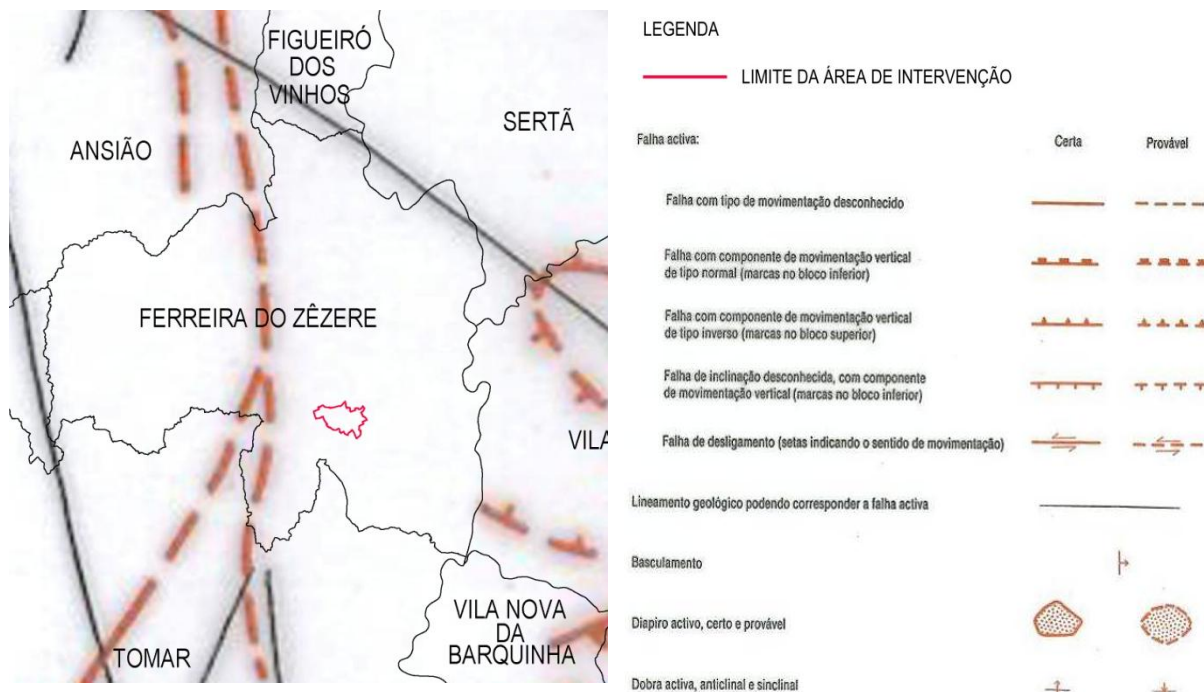 FIGUEIRÓ
DOS
VINHOS
SERTÃ
ANSIÃO
FERREIRA DO ZÊZERE
VILA
VILA NOVA
DA
BARQUINHA
TOMAR
LEGENDA
LIMITE DA ÁREA DE INTERVENÇÃO
Falha activa:
Certa
Provável
Falha com tipo de movimentação desconhecido
Falha com componente de movimentação vertical
de tipo normal (marcas no bloco inferior)
Falha com componente de movimentação vertical
de tipo inverso (marcas no bloco superior)
Falha de inclinação desconhecida, com componente
de movimentação vertical (marcas no bloco inferior)
Falha de desligamento (setas indicando o sentido de movimentação)
Lineamento geológico podendo corresponder a falha activa
Basculamento
Diapiro activo, certo e provável
Dobra activa, anticlinal e sinclinal